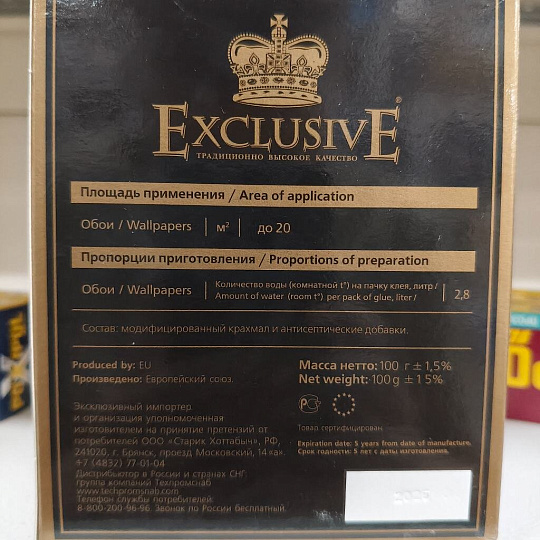 EXCLUSIVE®
ТРАДИЦИОННО ВЫСОКОЕ КАЧЕСТВО
Площадь применения / Area of application
Обои / Wallpapers | м² | до 20
Пропорции приготовления / Proportions of preparation
Обои / Wallpapers | Количество воды (комнатной t°) на пачку клея, литр /
Amount of water (room t°) per pack of glue, liter / | 2,8
Состав: модифицированный крахмал и антисептические добавки.
Produced by: EU
Произведено: Европейский союз.
Масса нетто: 100 г ± 1,5%
Net weight: 100 g ± 1 5%
Эксклюзивный импортер
и организация уполномоченная
изготовителем на принятие претензий от
потребителей ООО «Старик Хоттабыч», РФ,
241020, г. Брянск, проезд Московский, 14 «а».
+7 (4832) 77-01-04
Дистрибьютор в России и странах СНГ:
группа компаний Техпромснаб
www.techpromsnab.com
Телефон службы потребителей:
8-800-200-96-96 Звонок по России бесплатный
Товар сертифицирован
Expiration date: 5 years from date of manufacture.
Срок годности: 5 лет с даты изготовления.